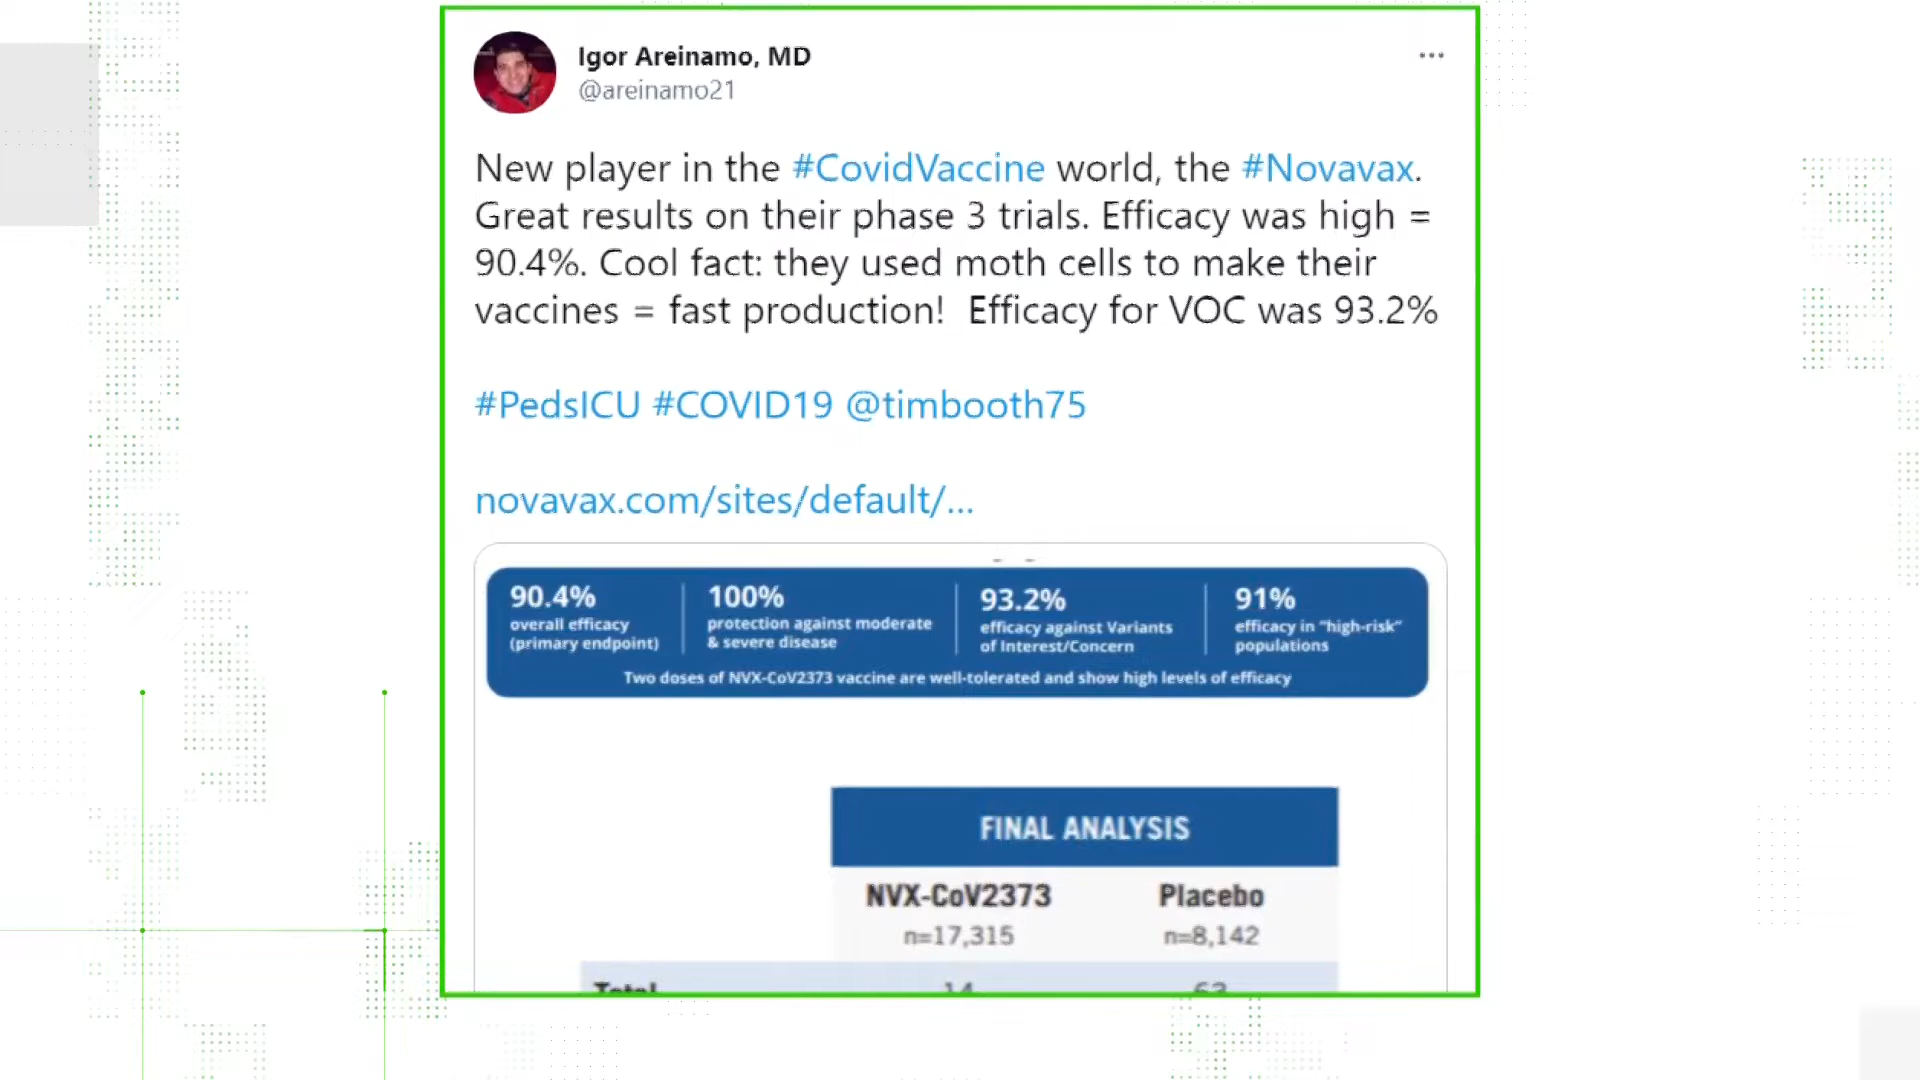 Igor Areinamo, MD
@areinamo21
New player in the #CovidVaccine world, the #Novavax.
Great results on their phase 3 trials. Efficacy was high =
90.4%. Cool fact: they used moth cells to make their
vaccines = fast production! Efficacy for VOC was 93.2%
#PedsICU #COVID19 @timbooth75
novavax.com/sites/default/...
90.4%
overall efficacy
(primary endpoint)
100%
protection against moderate
& severe disease
93.2%
efficacy against Variants
of Interest/Concern
91%
efficacy in "high-risk"
populations
Two doses of NVX-CoV2373 vaccine are well-tolerated and show high levels of efficacy
FINAL ANALYSIS
NVX-CoV2373 Placebo
n=17,315 n=8,142
Total 14 63